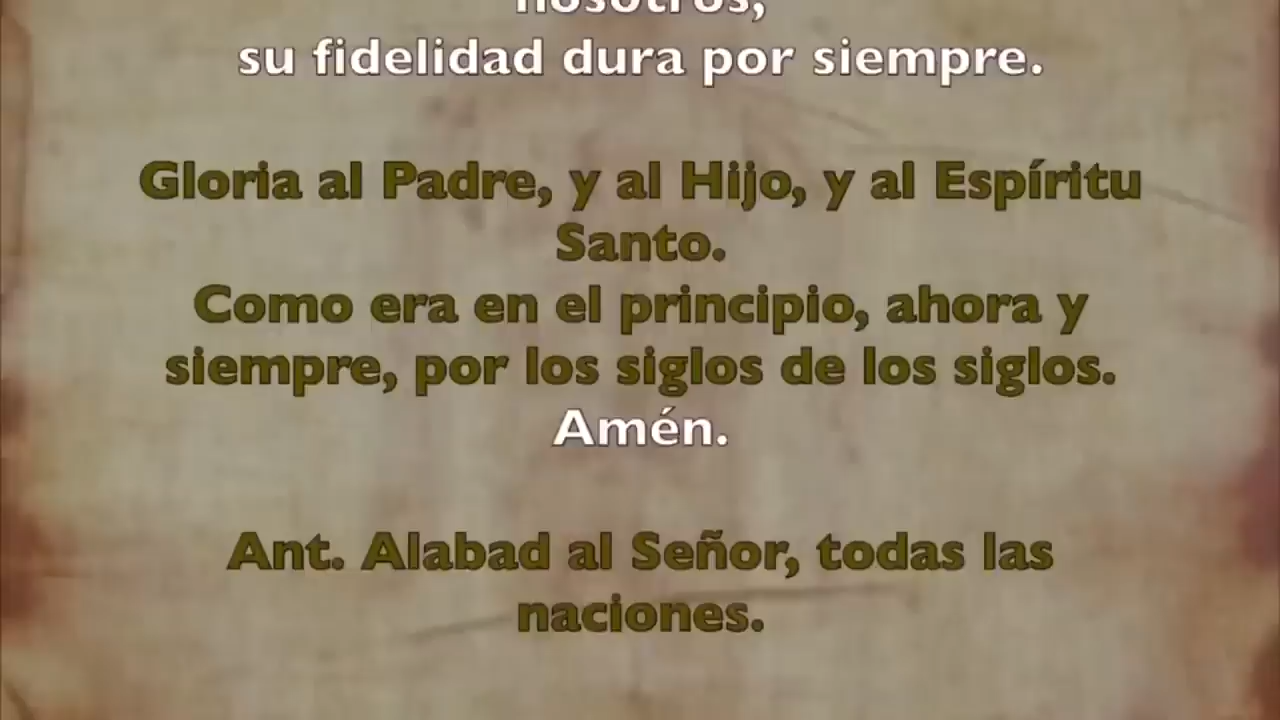 nosotros,
su fidelidad dura por siempre.
Gloria al Padre, y al Hijo, y al Espíritu
Santo.
Como era en el principio, ahora y
siempre, por los siglos de los siglos.
Amén.
Ant. Alabad al Señor, todas las
naciones.